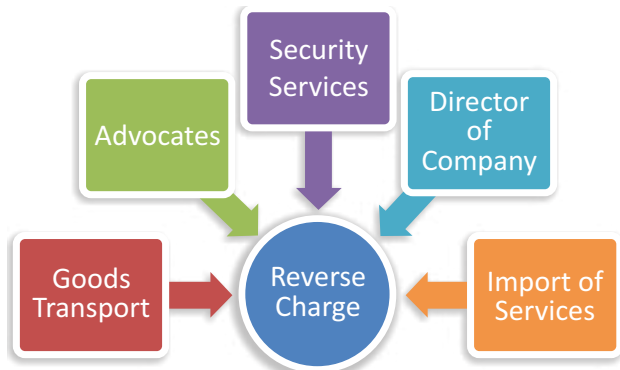 Security
Services
Advocates
Director
of
Company
Goods
Transport
Reverse
Charge
Import of
Services